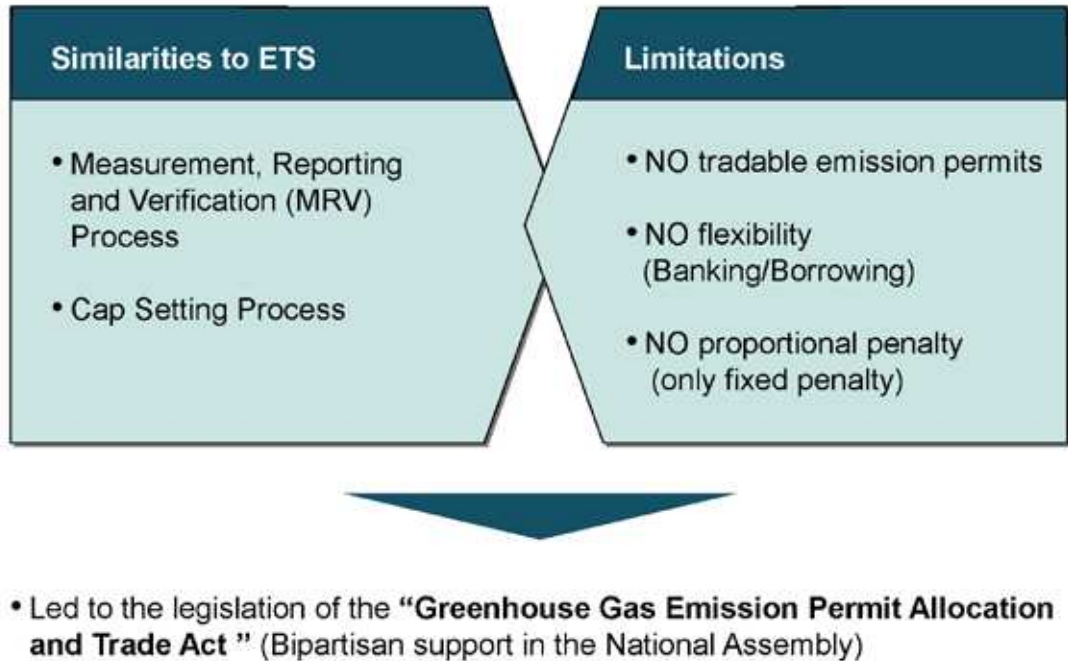 Similarities to ETS
• Measurement, Reporting
and Verification (MRV)
Process
• Cap Setting Process
Limitations
• NO tradable emission permits
• NO flexibility
(Banking/Borrowing)
• NO proportional penalty
(only fixed penalty)
• Led to the legislation of the “Greenhouse Gas Emission Permit Allocation
and Trade Act ” (Bipartisan support in the National Assembly)